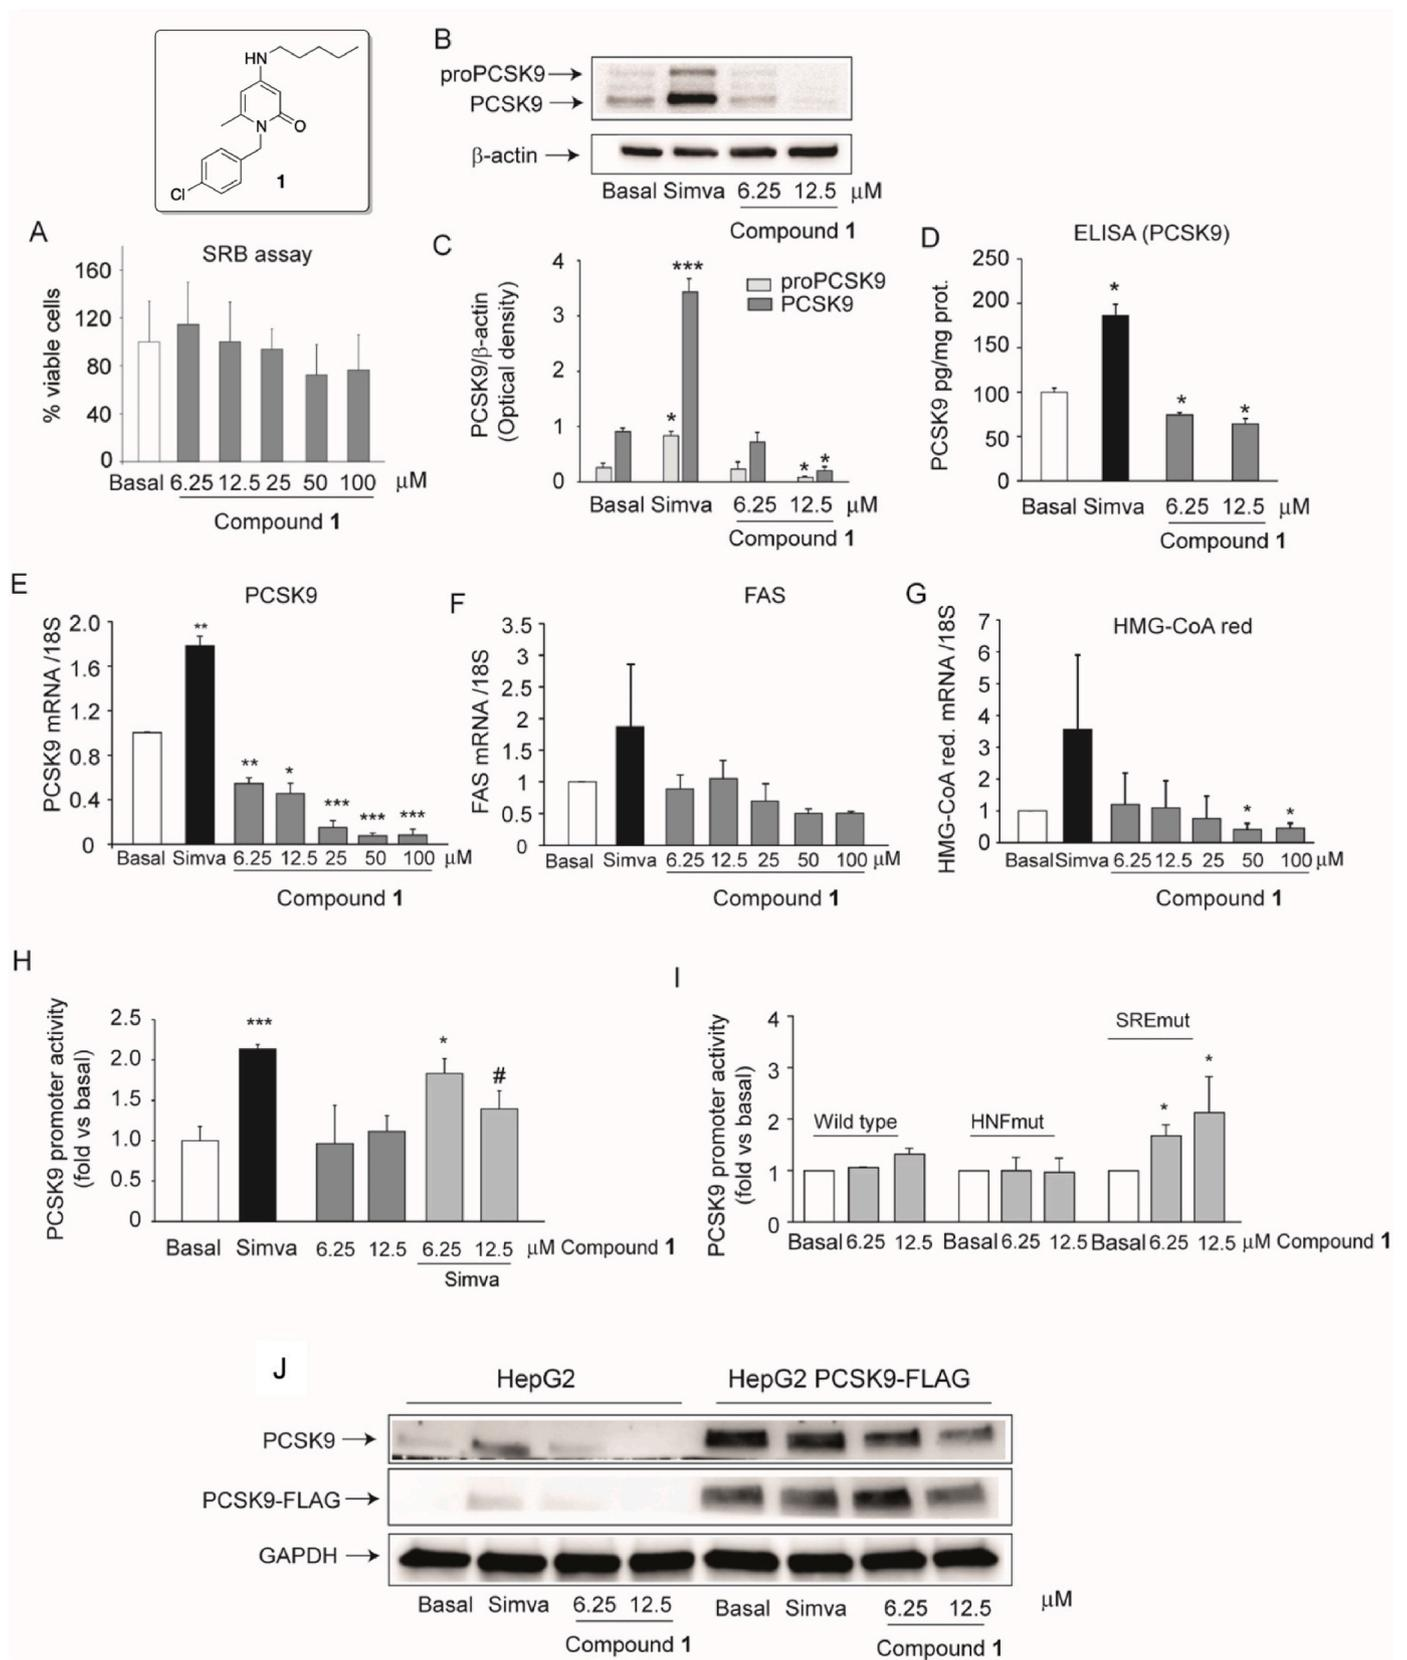 HN
N
O
Cl
1
B
proPCSK9
PCSK9
β-actin
Basal Simva 6.25 12.5 μM
Compound 1
A
SRB assay
% viable cells
160
120
80
40
0
Basal 6.25 12.5 25 50 100 μM
Compound 1
C
PCSK9/β-actin
(Optical density)
4
3
2
1
0
***
*
* *
proPCSK9
PCSK9
Basal Simva 6.25 12.5 μM
Compound 1
D
ELISA (PCSK9)
PCSK9 pg/mg prot.
250
200
150
100
50
0
*
* *
Basal Simva 6.25 12.5 μM
Compound 1
E
PCSK9
PCSK9 mRNA /18S
2.0
1.6
1.2
0.8
0.4
0
**
** * *** *** ***
Basal Simva 6.25 12.5 25 50 100 μM
Compound 1
F
FAS
FAS mRNA /18S
3.5
3
2.5
2
1.5
1
0.5
0
Basal Simva 6.25 12.5 25 50 100 μM
Compound 1
G
HMG-CoA red
HMG-CoA red. mRNA /18S
7
6
5
4
3
2
1
0
* *
Basal Simva 6.25 12.5 25 50 100 μM
Compound 1
H
PCSK9 promoter activity
(fold vs basal)
2.5
2.0
1.5
1.0
0.5
0
***
*
#
Basal Simva 6.25 12.5 6.25 12.5 μM Compound 1
Simva
I
PCSK9 promoter activity
(fold vs basal)
4
3
2
1
0
Wild type
HNFmut
SREmut
* *
Basal 6.25 12.5 Basal 6.25 12.5 Basal 6.25 12.5 μM Compound 1
J
HepG2 HepG2 PCSK9-FLAG
PCSK9
PCSK9-FLAG
GAPDH
Basal Simva 6.25 12.5 Basal Simva 6.25 12.5 μM
Compound 1 Compound 1